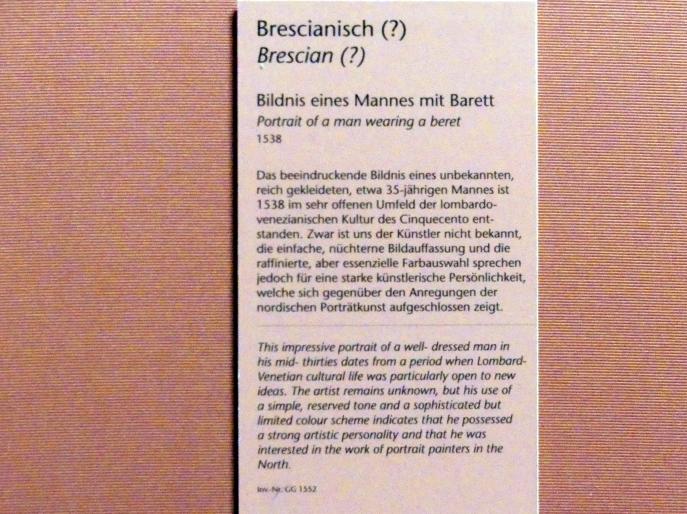 Brescianisch (?)
Brescian (?)
Bildnis eines Mannes mit Barett
Portrait of a man wearing a beret
1538
Das beeindruckende Bildnis eines unbekannten,
reich gekleideten, etwa 35-jährigen Mannes ist
1538 im sehr offenen Umfeld der lombardo-
venezianischen Kultur des Cinquecento ent-
standen. Zwar ist uns der Künstler nicht bekannt,
die einfache, nüchterne Bildauffassung und die
raffinierte, aber essenzielle Farbauswahl sprechen
jedoch für eine starke künstlerische Persönlichkeit,
welche sich gegenüber den Anregungen der
nordischen Porträtkunst aufgeschlossen zeigt.
This impressive portrait of a well- dressed man in
his mid- thirties dates from a period when Lombard-
Venetian cultural life was particularly open to new
ideas. The artist remains unknown, but his use of
a simple, reserved tone and a sophisticated but
limited colour scheme indicates that he possessed
a strong artistic personality and that he was
interested in the work of portrait painters in the
North.
Inv.-Nr. GG 1552